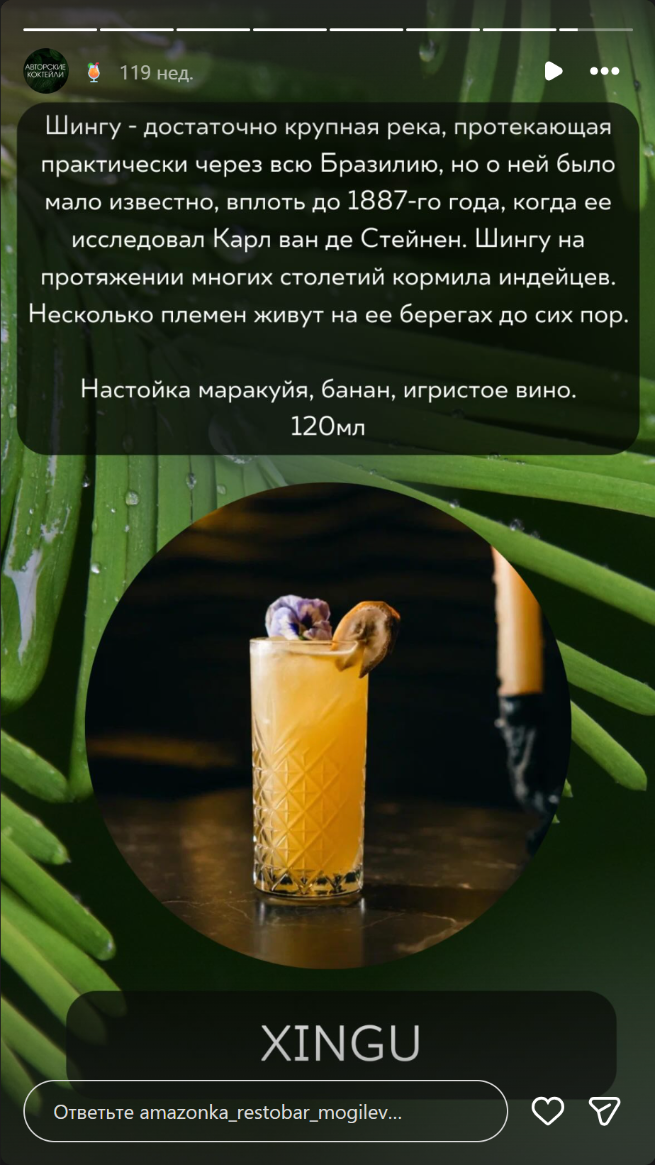 АВТОРСКИЕ
КОКТЕЙЛИ
119 нед.
Шингу - достаточно крупная река, протекающая
практически через всю Бразилию, но о ней было
мало известно, вплоть до 1887-го года, когда ее
исследовал Карл ван де Стейнен. Шингу на
протяжении многих столетий кормила индейцев.
Несколько племен живут на ее берегах до сих пор.
Настойка маракуйя, банан, игристое вино.
120мл
XINGU
Ответьте amazonka_restobar_mogilev...